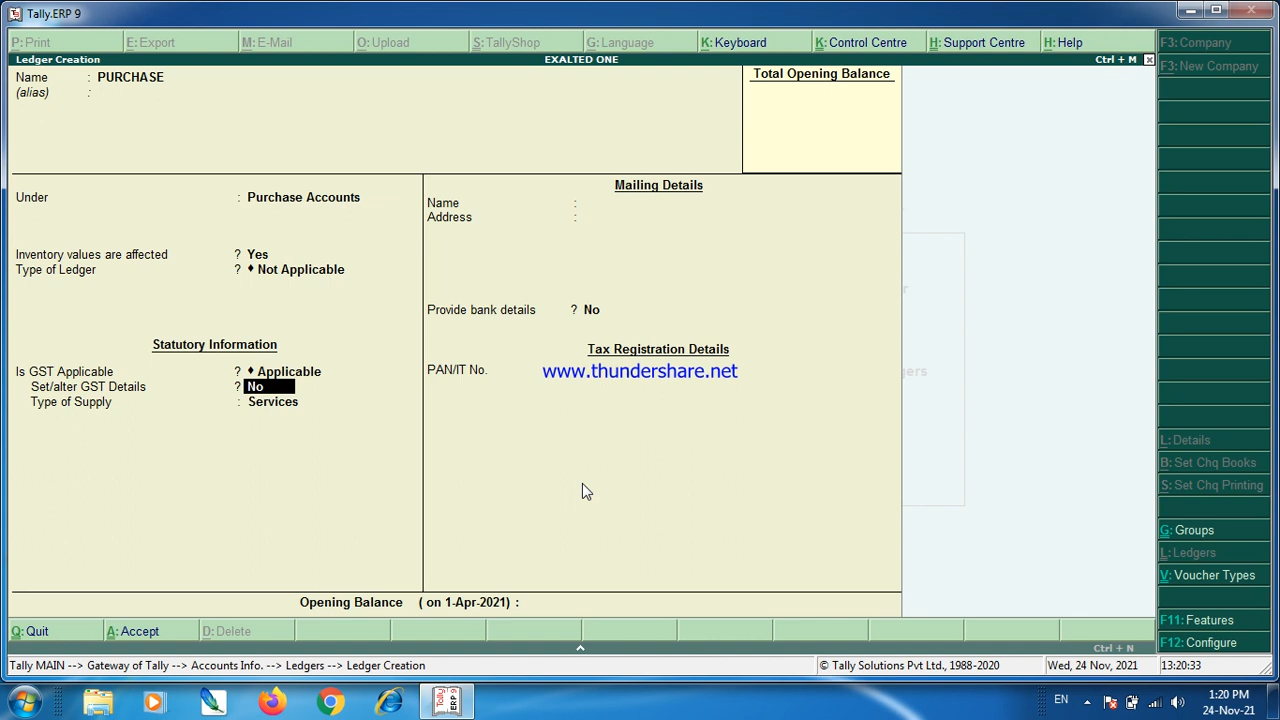 Tally.ERP 9
P: Print E: Export M: E-Mail O: Upload S: TallyShop G: Language K: Keyboard K: Control Centre H: Support Centre H: Help
Ledger Creation EXALTED ONE Ctrl + M
Name : PURCHASE
(alias) :
Total Opening Balance
Under : Purchase Accounts
Inventory values are affected ? Yes
Type of Ledger ? ♦ Not Applicable
Statutory Information
Is GST Applicable ? ♦ Applicable
Set/alter GST Details ? No
Type of Supply : Services
Mailing Details
Name :
Address :
Provide bank details ? No
Tax Registration Details
PAN/IT No.
www.thundershare.net
Opening Balance ( on 1-Apr-2021) :
F3: Company
F3: New Company
L: Details
B: Set Chq Books
S: Set Chq Printing
G: Groups
L: Ledgers
V: Voucher Types
F11: Features
F12: Configure
Q: Quit A: Accept D: Delete
Ctrl + N
Tally MAIN --> Gateway of Tally --> Accounts Info. --> Ledgers --> Ledger Creation © Tally Solutions Pvt Ltd., 1988-2020 Wed, 24 Nov, 2021 13:20:33
Tally ERP 9
EN
1:20 PM
24-Nov-21